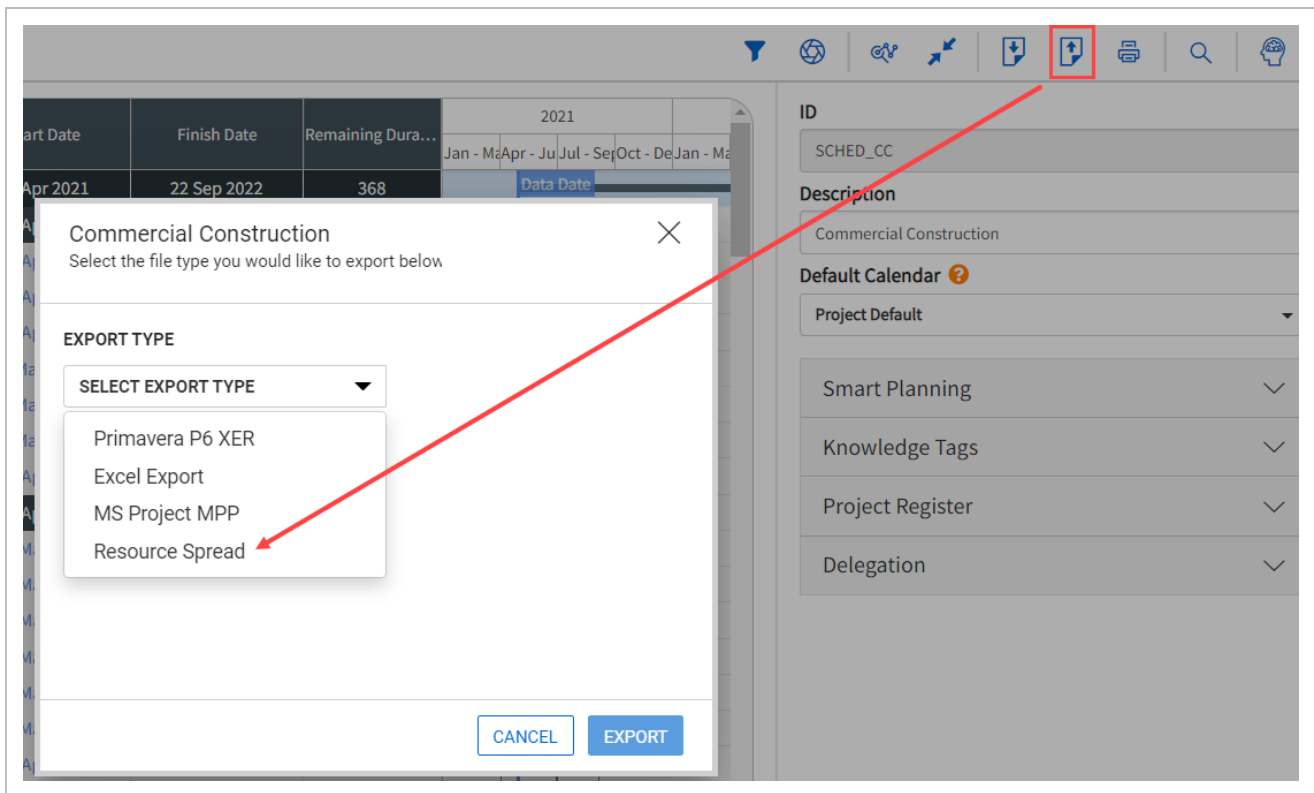 ID
SCHED_CC
Description
Commercial Construction
Default Calendar
Project Default
Smart Planning
Knowledge Tags
Project Register
Delegation
art Date Finish Date Remaining Dura... 2021
Jan - Ma Apr - Ju Jul - Sep Oct - De Jan - Ma
Apr 2021 22 Sep 2022 368 Data Date
Commercial Construction
Select the file type you would like to export below
EXPORT TYPE
SELECT EXPORT TYPE
Primavera P6 XER
Excel Export
MS Project MPP
Resource Spread
CANCEL EXPORT